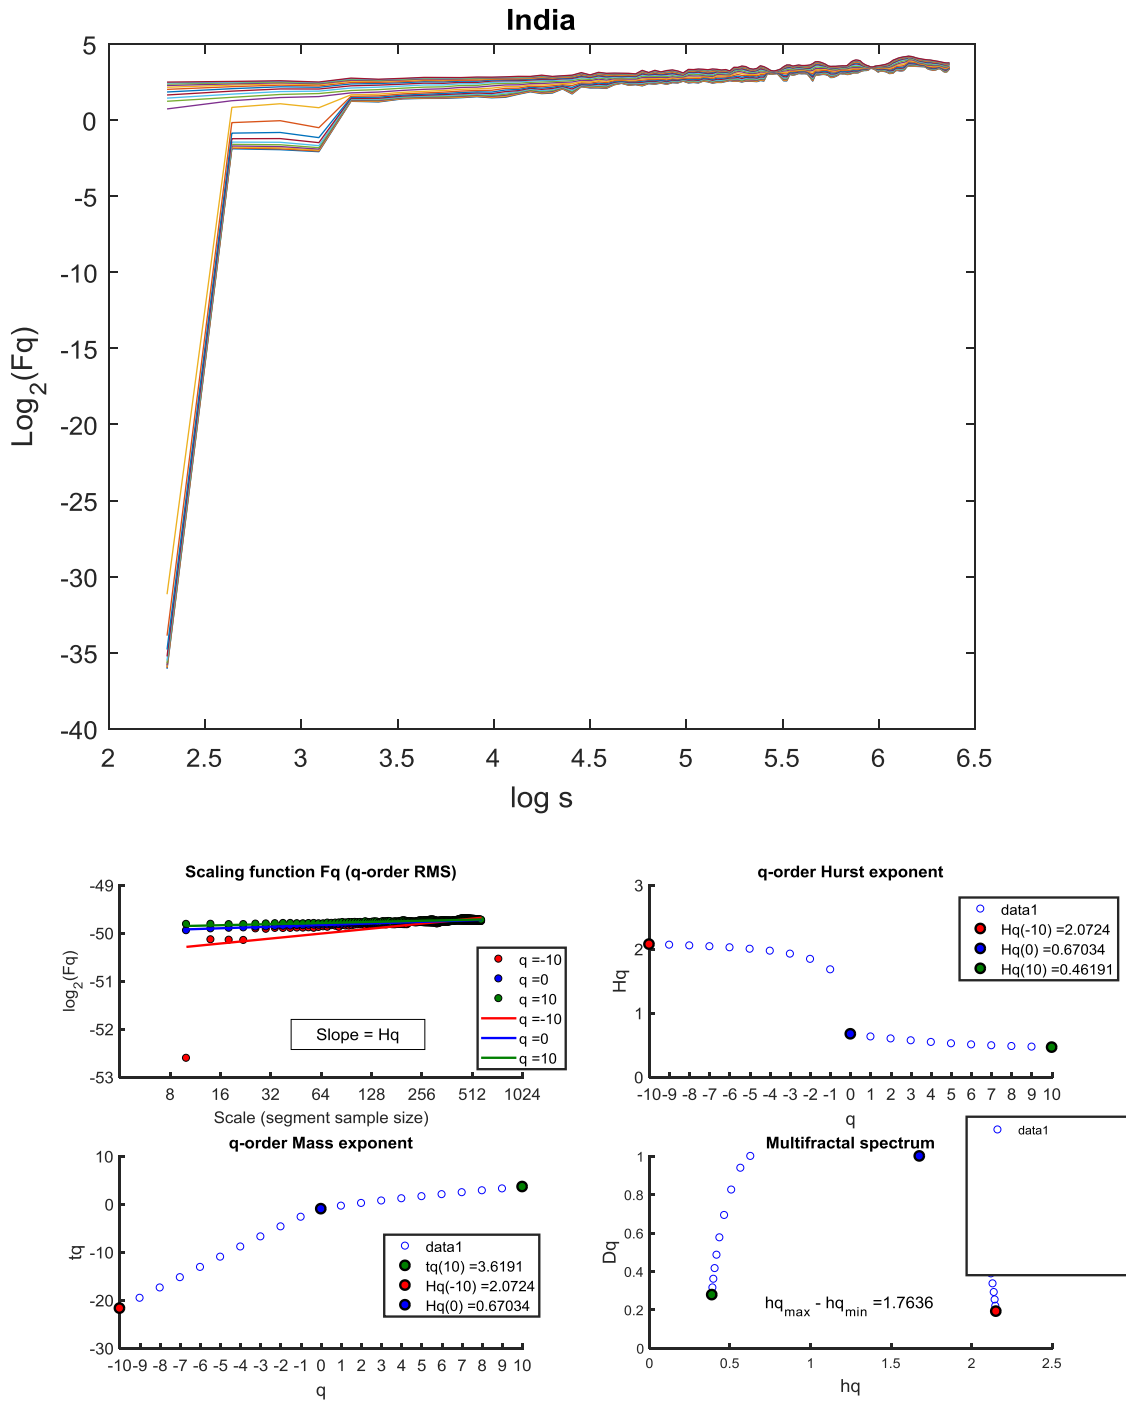 India
5
0
-5
-10
-15
-20
-25
-30
-35
-40
Log2(Fq)
2 2.5 3 3.5 4 4.5 5 5.5 6 6.5
log s
Scaling function Fq (q-order RMS)
-49
-50
-51
-52
-53
log2(Fq)
q =-10
q =0
q =10
q =-10
q =0
q =10
Slope = Hq
8 16 32 64 128 256 512 1024
Scale (segment sample size)
q-order Hurst exponent
3
2
1
0
Hq
data1
Hq(-10) =2.0724
Hq(0) =0.67034
Hq(10) =0.46191
-10 -9 -8 -7 -6 -5 -4 -3 -2 -1 0 1 2 3 4 5 6 7 8 9 10
q
q-order Mass exponent
10
0
-10
-20
-30
tq
data1
tq(10) =3.6191
Hq(-10) =2.0724
Hq(0) =0.67034
-10 -9 -8 -7 -6 -5 -4 -3 -2 -1 0 1 2 3 4 5 6 7 8 9 10
q
Multifractal spectrum
1
0.8
0.6
0.4
0.2
0
Dq
data1
hqmax - hqmin =1.7636
0 0.5 1 1.5 2 2.5
hq